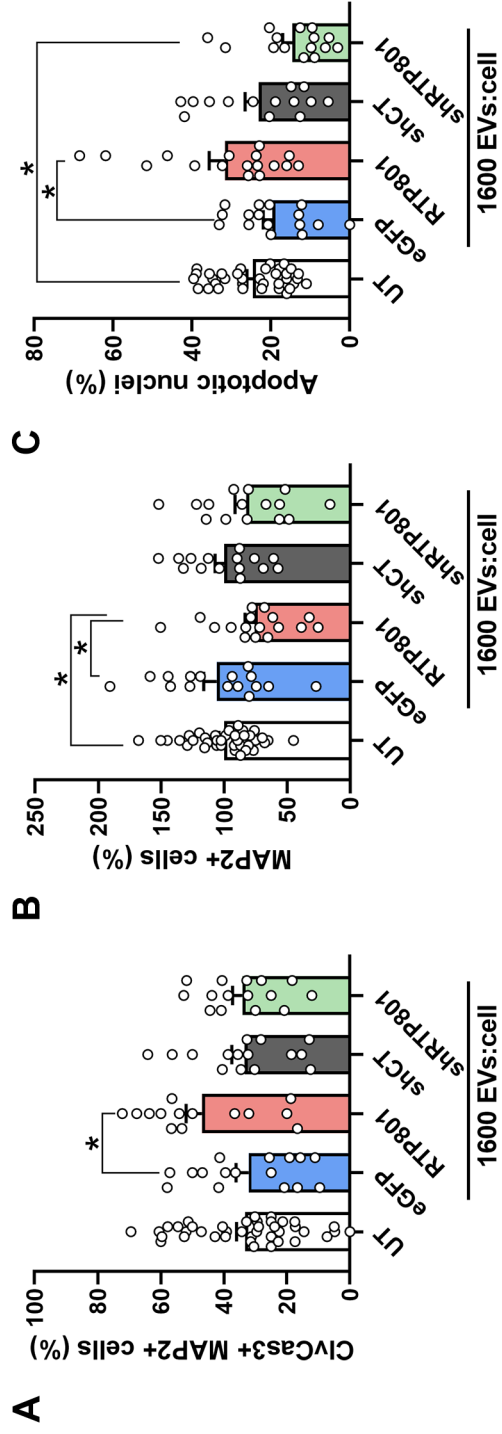 A
ClvCas3+ MAP2+ cells (%)
100
80
60
40
20
0
UT
eGFP
RTP801
shCT
shRTP801
1600 EVs:cell
*
B
MAP2+ cells (%)
250
200
150
100
50
0
UT
eGFP
RTP801
shCT
shRTP801
1600 EVs:cell
*
*
C
Apoptotic nuclei (%)
80
60
40
20
0
UT
eGFP
RTP801
shCT
shRTP801
1600 EVs:cell
*
*